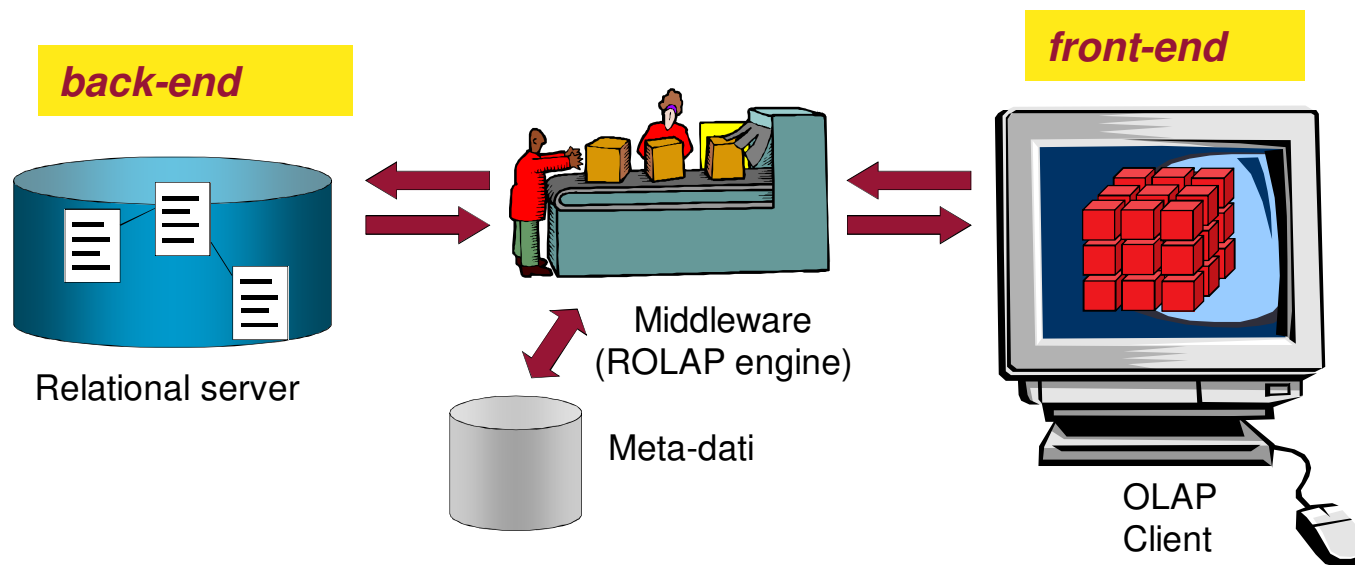 back-end
front-end
Relational server
Middleware
(ROLAP engine)
Meta-dati
OLAP
Client